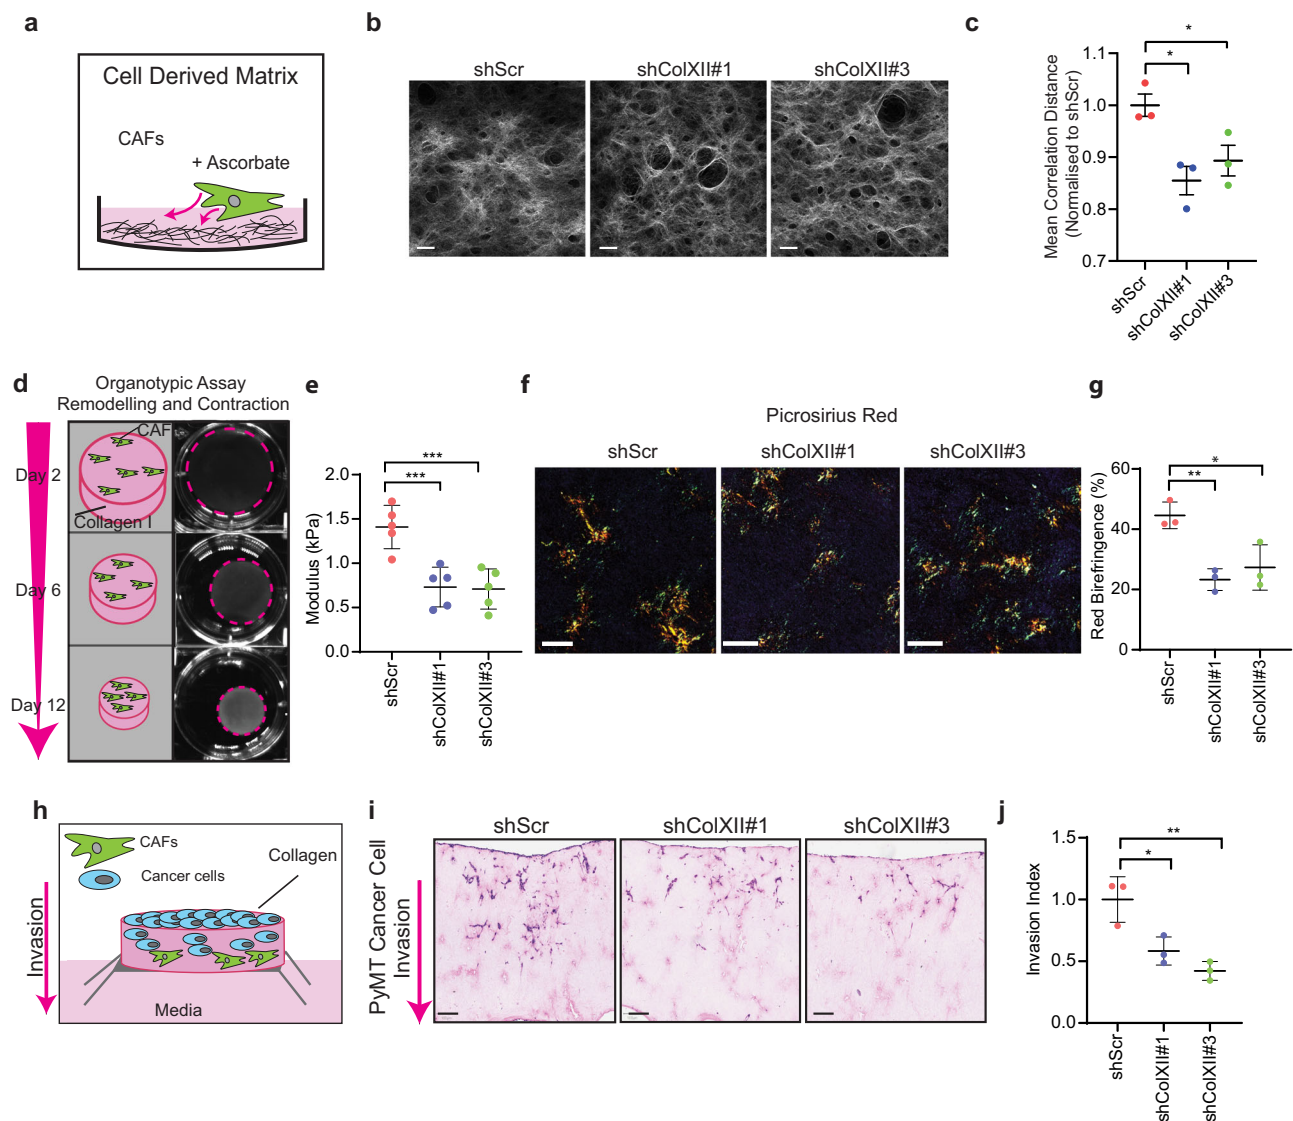 a
Cell Derived Matrix
CAFs
+ Ascorbate
b
shScr
shColXII#1
shColXII#3
c
Mean Correlation Distance
(Normalised to shScr)
1.1
1.0
0.9
0.8
0.7
*
*
shScr
shColXII#1
shColXII#3
d
Organotypic Assay
Remodelling and Contraction
Day 2
Day 6
Day 12
CAF
Collagen I
e
Modulus (kPa)
2.0
1.5
1.0
0.5
0.0
***
***
shScr
shColXII#1
shColXII#3
f
Picrosirius Red
shScr
shColXII#1
shColXII#3
g
Red Birefringence (%)
60
40
20
0
*
**
shScr
shColXII#1
shColXII#3
h
Invasion
CAFs
Cancer cells
Collagen
Media
i
PyMT Cancer Cell
Invasion
shScr
shColXII#1
shColXII#3
j
Invasion Index
1.5
1.0
0.5
0.0
**
*
shScr
shColXII#1
shColXII#3